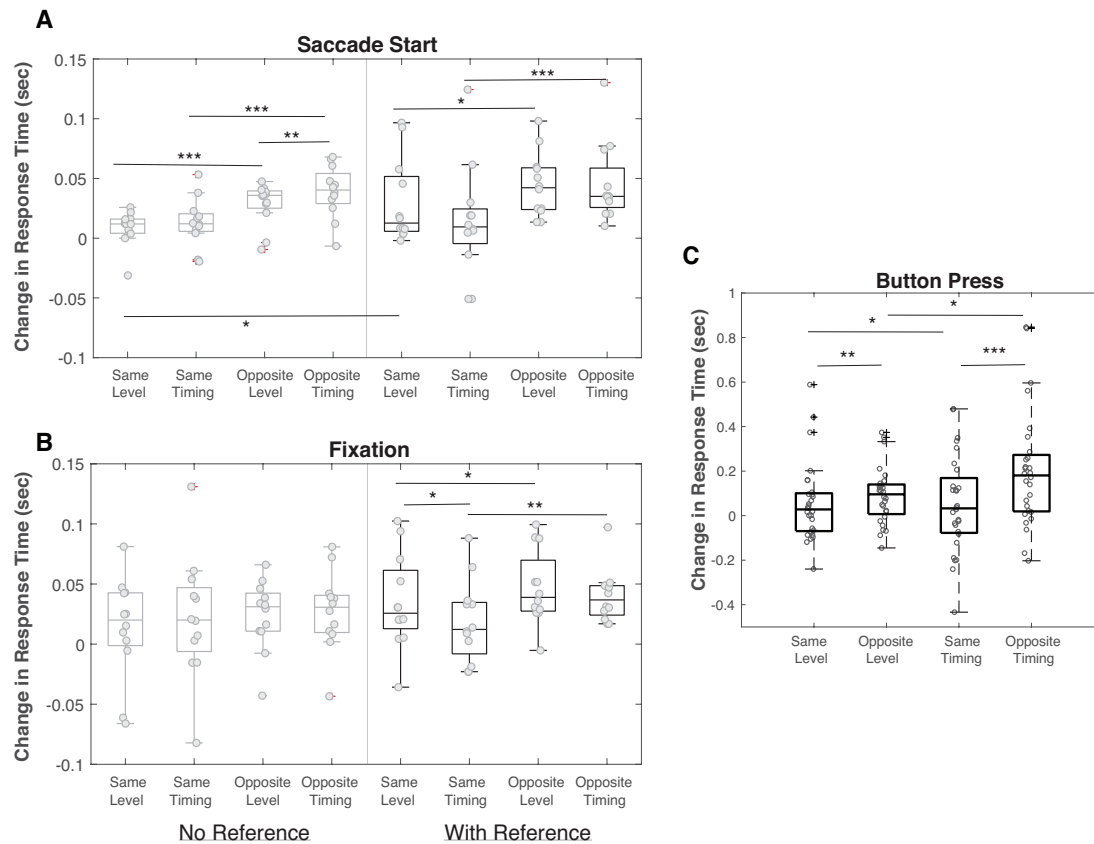 A
Saccade Start
Change in Response Time (sec)
0.15
0.1
0.05
0
-0.05
-0.1
***
***
**
*
***
*
Same Level
Same Timing
Opposite Level
Opposite Timing
Same Level
Same Timing
Opposite Level
Opposite Timing
B
Fixation
Change in Response Time (sec)
0.15
0.1
0.05
0
-0.05
-0.1
*
*
**
Same Level
Same Timing
Opposite Level
Opposite Timing
Same Level
Same Timing
Opposite Level
Opposite Timing
No Reference
With Reference
C
Button Press
Change in Response Time (sec)
1
0.8
0.6
0.4
0.2
0
-0.2
-0.4
*
*
**
***
Same Level
Opposite Level
Same Timing
Opposite Timing